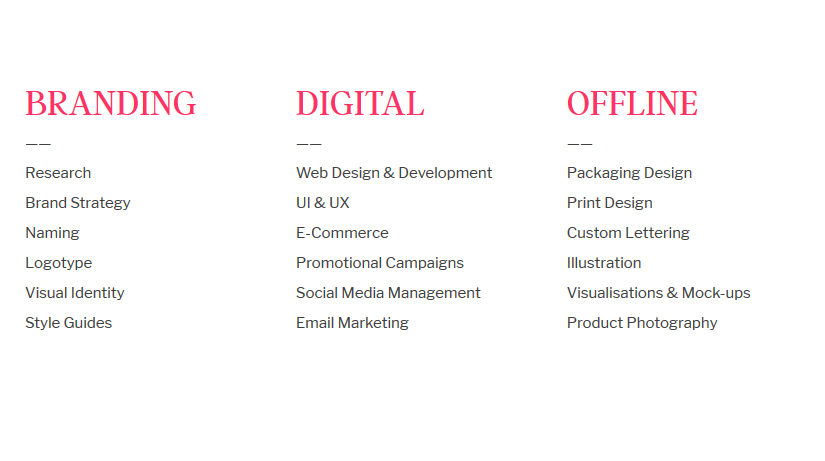 BRANDING
——
Research
Brand Strategy
Naming
Logotype
Visual Identity
Style Guides
DIGITAL
——
Web Design & Development
UI & UX
E-Commerce
Promotional Campaigns
Social Media Management
Email Marketing
OFFLINE
——
Packaging Design
Print Design
Custom Lettering
Illustration
Visualisations & Mock-ups
Product Photography